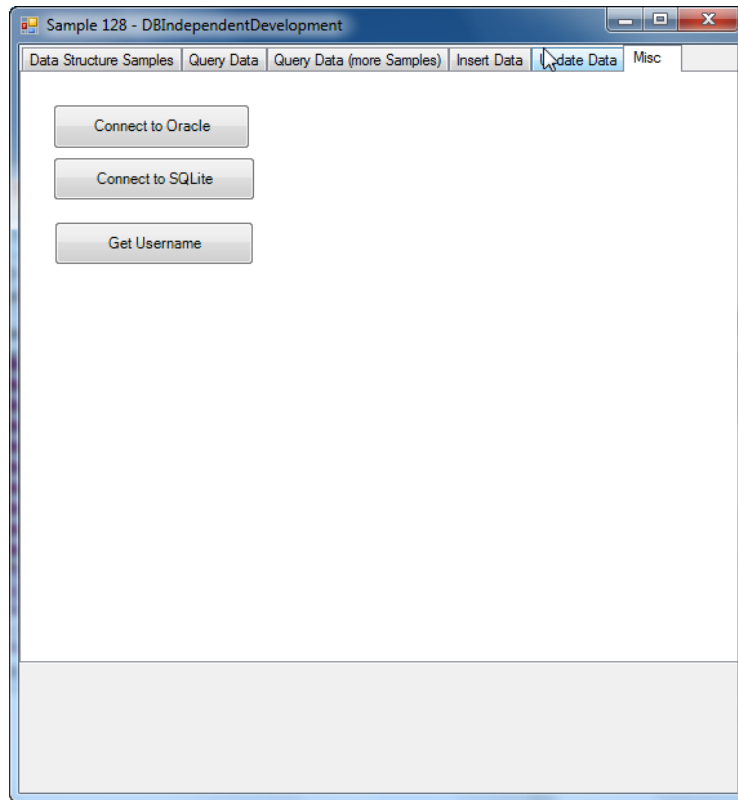 Sample 128 - DBIndependentDevelopment
Data Structure Samples Query Data Query Data (more Samples) Insert Data Update Data Misc
Connect to Oracle
Connect to SQLite
Get Username